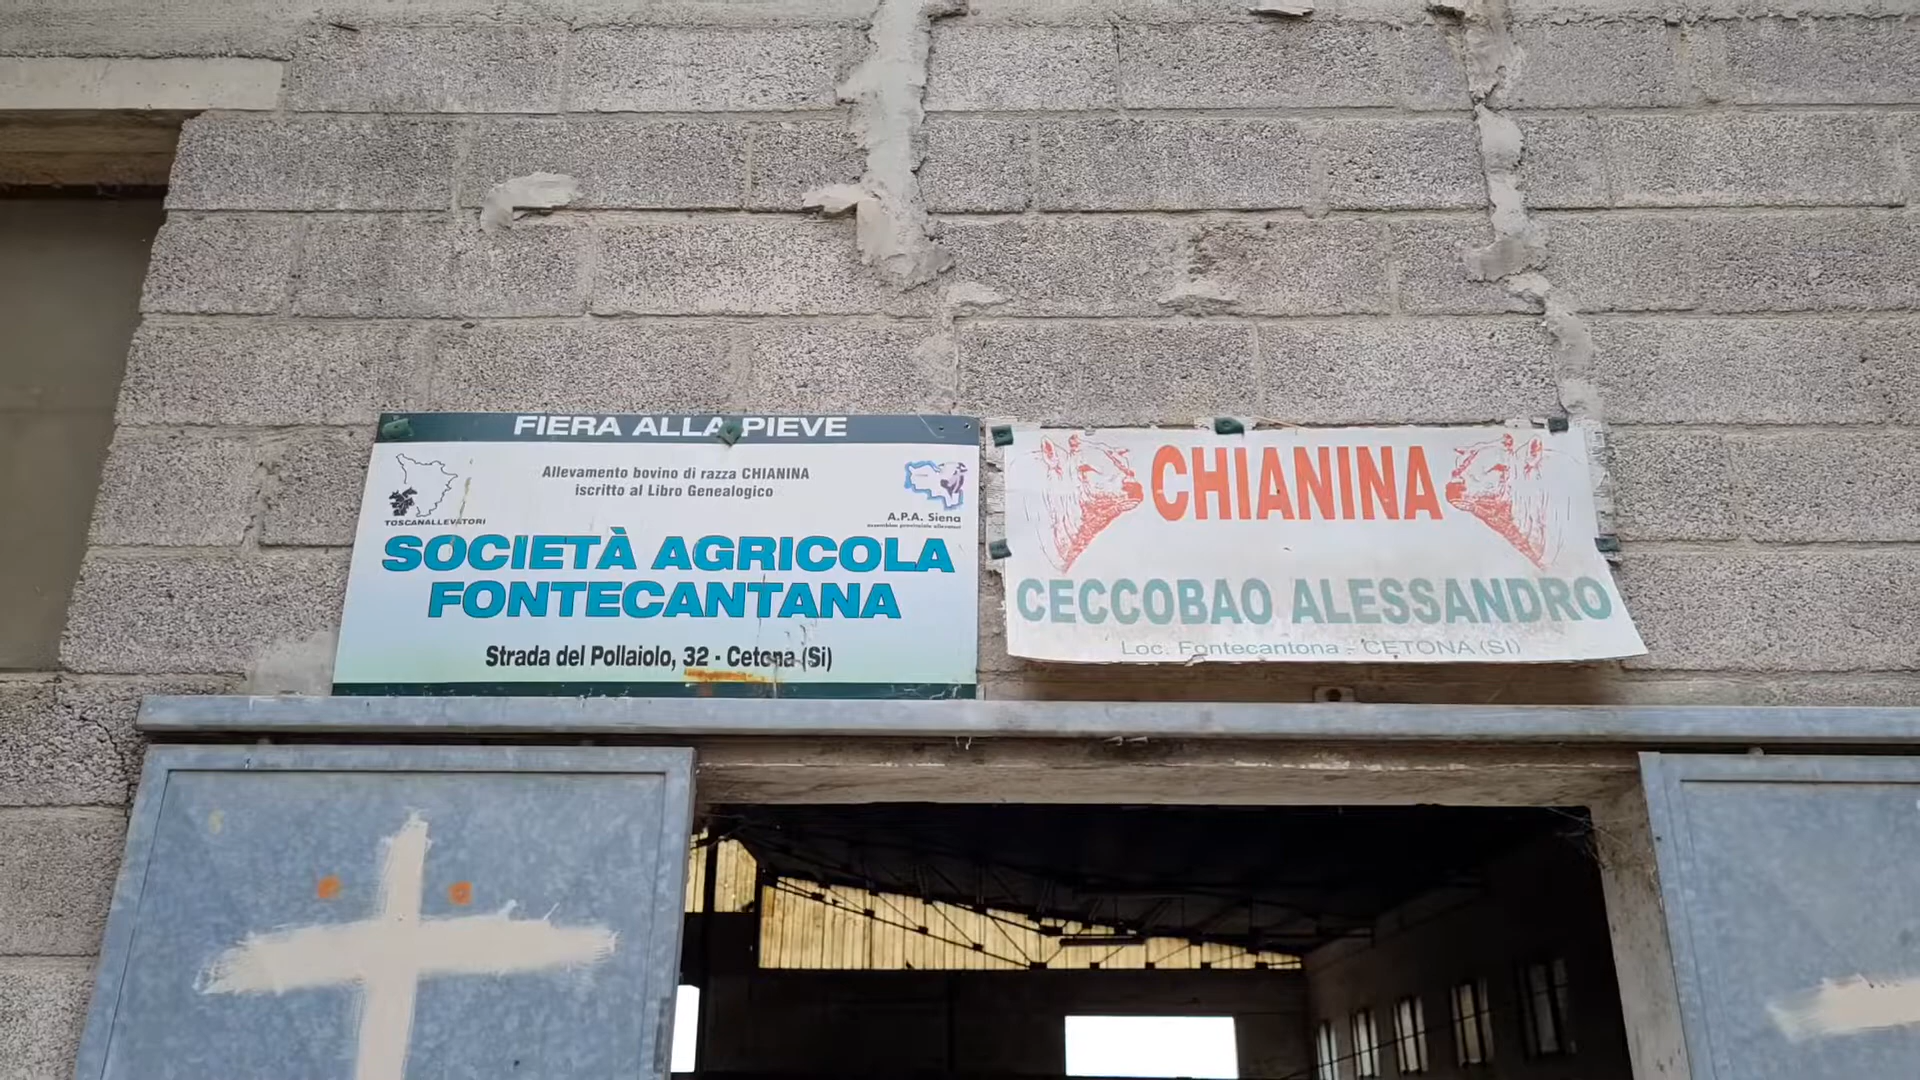 FIERA ALLA PIEVE
Allevamento bovino di razza CHIANINA
iscritto al Libro Genealogico
TOSCANALLEVATORI
A.P.A. Siena
SOCIETÀ AGRICOLA
FONTECANTANA
Strada del Pollaiolo, 32 - Cetona (Si)
CHIANINA
CECCOBAO ALESSANDRO
Loc. Fontecantona - CETONA (SI)